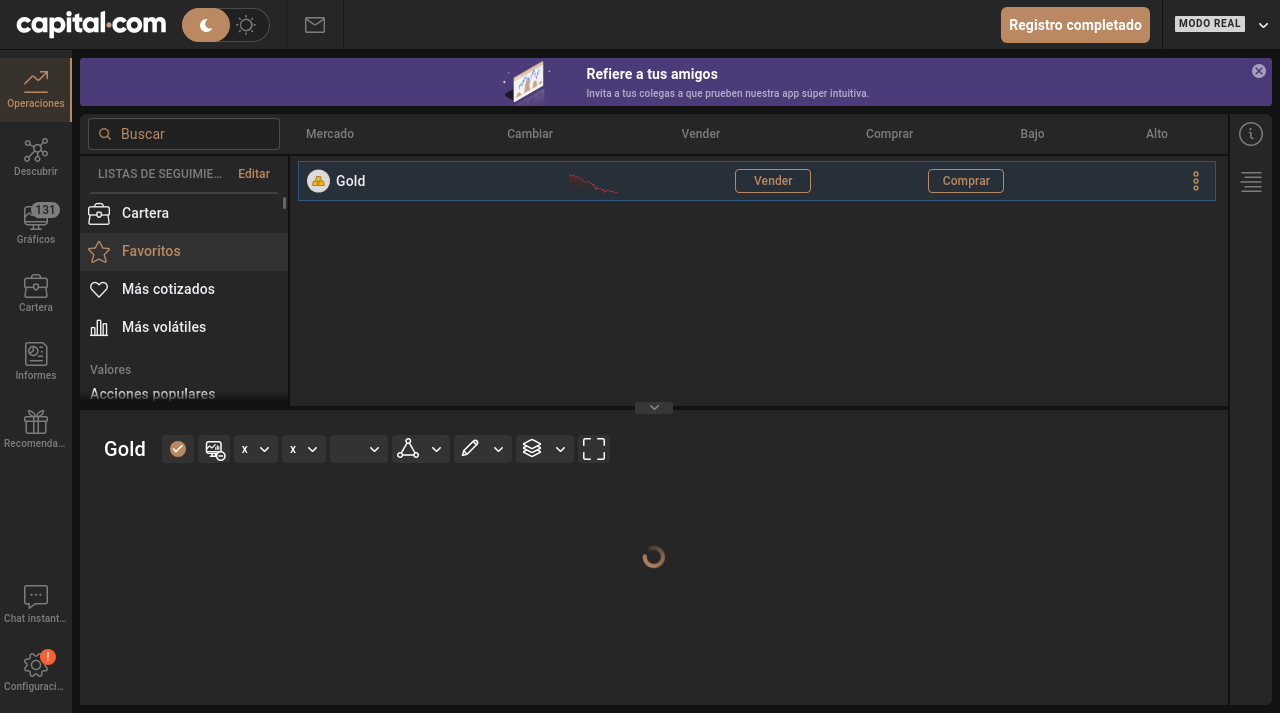 capital.com
Registro completado
MODO REAL
Refiere a tus amigos
Invita a tus colegas a que prueben nuestra app súper intuitiva.
Operaciones
Descubrir
131
Gráficos
Cartera
Informes
Recomenda...
Chat instant...
!
Configuraci...
Buscar
LISTAS DE SEGUIMIE...
Editar
Cartera
Favoritos
Más cotizados
Más volátiles
Valores
Acciones populares
Mercado Cambiar Vender Comprar Bajo Alto
Gold Vender Comprar
Gold x x